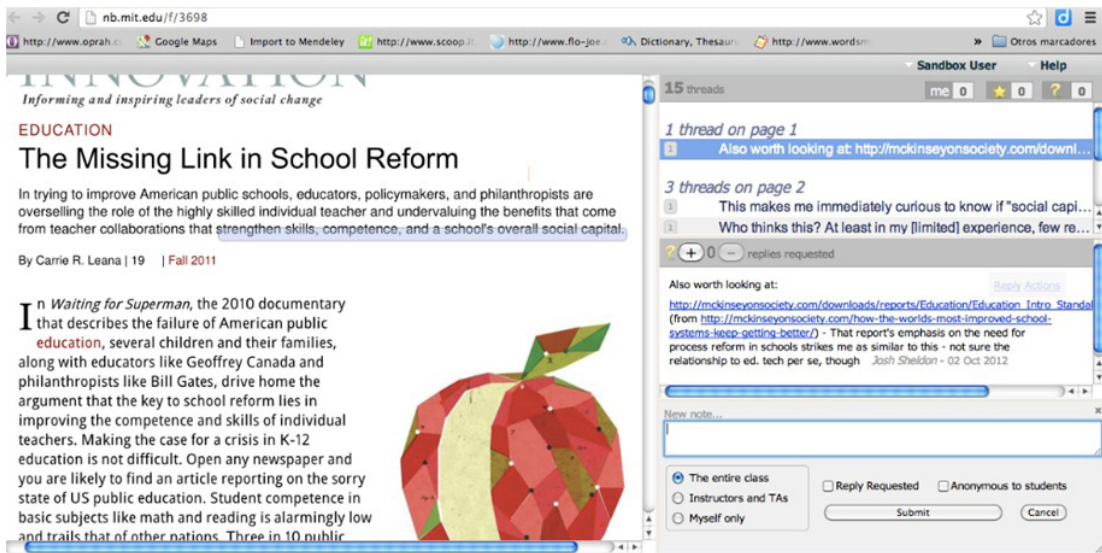 nb.mit.edu/f/3698
http://www.oprah.c Google Maps Import to Mendeley http://www.scoop.it http://www.flo-joe. Dictionary, Thesaur http://www.wordsm » Otros marcadores
Sandbox User Help
INNOVATION
Informing and inspiring leaders of social change
EDUCATION
The Missing Link in School Reform
In trying to improve American public schools, educators, policymakers, and philanthropists are
overselling the role of the highly skilled individual teacher and undervaluing the benefits that come
from teacher collaborations that strengthen skills, competence, and a school's overall social capital.
By Carrie R. Leana | 19 | Fall 2011
In Waiting for Superman, the 2010 documentary
that describes the failure of American public
education, several children and their families,
along with educators like Geoffrey Canada and
philanthropists like Bill Gates, drive home the
argument that the key to school reform lies in
improving the competence and skills of individual
teachers. Making the case for a crisis in K-12
education is not difficult. Open any newspaper and
you are likely to find an article reporting on the sorry
state of US public education. Student competence in
basic subjects like math and reading is alarmingly low
and trails that of other nations. Three in 10 public
15 threads me 0 0 ? 0
1 thread on page 1
1 Also worth looking at: http://mckinseyonsociety.com/downl...
3 threads on page 2
1 This makes me immediately curious to know if "social capi...
1 Who thinks this? At least in my [limited] experience, few re...
? + 0 - replies requested
Also worth looking at: Reply Actions
http://mckinseyonsociety.com/downloads/reports/Education/Education_Intro_Standal
(from http://mckinseyonsociety.com/how-the-worlds-most-improved-school-
systems-keep-getting-better/) - That report's emphasis on the need for
process reform in schools strikes me as similar to this - not sure the
relationship to ed. tech per se, though Josh Sheldon - 02 Oct 2012
New note...
The entire class
Instructors and TAs
Myself only
Reply Requested Anonymous to students
Submit Cancel